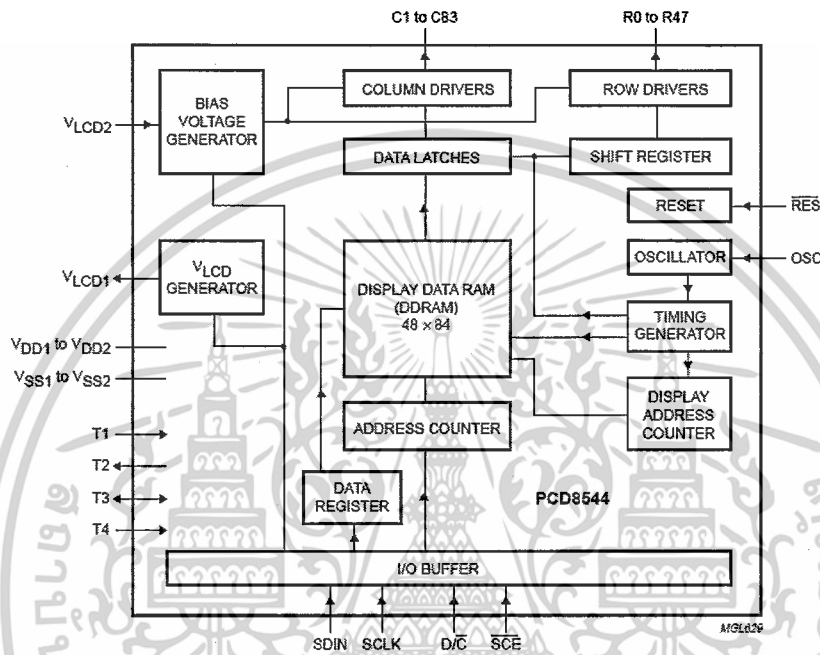 C1 to C83
R0 to R47
BIAS
VOLTAGE
GENERATOR
COLUMN DRIVERS
ROW DRIVERS
VLCD2
DATA LATCHES
SHIFT REGISTER
RESET
RES
VLCD1
VLCD
GENERATOR
DISPLAY DATA RAM
(DDRAM)
48 × 84
OSCILLATOR
OSC
TIMING
GENERATOR
VDD1 to VDD2
VSS1 to VSS2
DISPLAY
ADDRESS
COUNTER
T1
ADDRESS COUNTER
T2
T3
T4
DATA
REGISTER
PCD8544
I/O BUFFER
SDIN
SCLK
D/C
SCE
MGL629